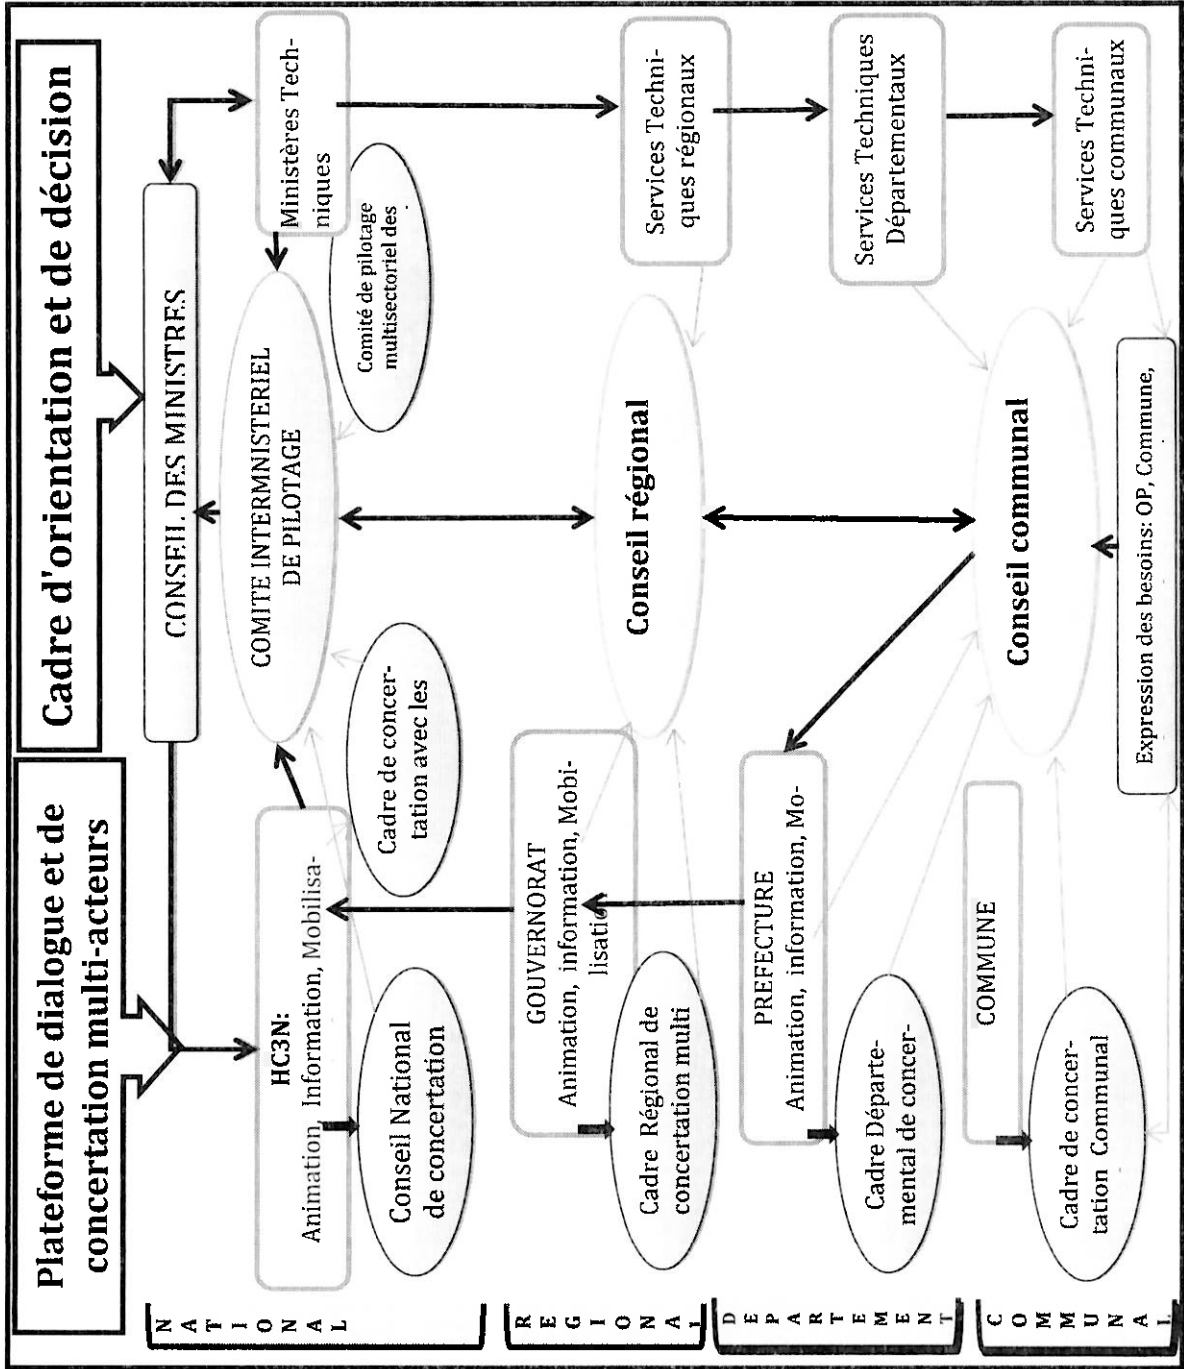 Plateforme de dialogue et de
concertation multi-acteurs
Cadre d'orientation et de décision
NATIONAL
CONSEIL DES MINISTRES
HC3N:
Animation, Information, Mobilisa-
Conseil National
de concertation
Cadre de concer-
tation avec les
COMITE INTERMNISTERIEL
DE PILOTAGE
Ministères Tech-
niques
Comité de pilotage
multisectoriel des
REGIONAL
GOUVERNORAT
Animation, information, Mobi-
lisation
Cadre Régional de
concertation multi
Conseil régional
Services Techni-
ques régionaux
DEPARTEMENT
PREFECTURE
Animation, information, Mo-
Cadre Départe-
mental de concer-
Services Techniques
Départementaux
COMMUNAL
COMMUNE
Cadre de concer-
tation Communal
Conseil communal
Services Techni-
ques communaux
Expression des besoins: OP, Commune,